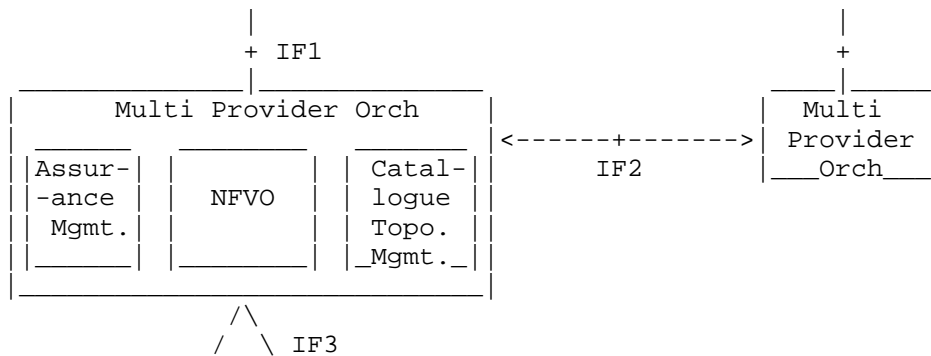 IF1
Multi Provider Orch
Multi
Provider
Orch
IF2
Assur-
-ance
Mgmt.
NFVO
Catal-
logue
Topo.
Mgmt.
IF3